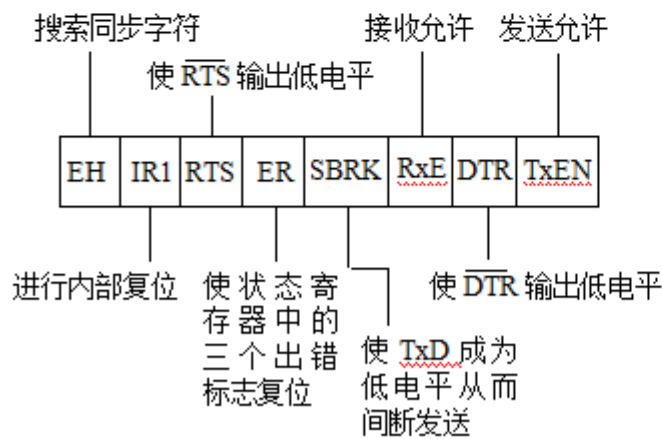 搜索同步字符
接收允许
发送允许
使 RTS 输出低电平
EH IR1 RTS ER SBRK RxE DTR TxEN
进行内部复位
使状态寄
存器中的
三个出错
标志复位
使 DTR 输出低电平
使 TxD 成为
低电平从而
间断发送